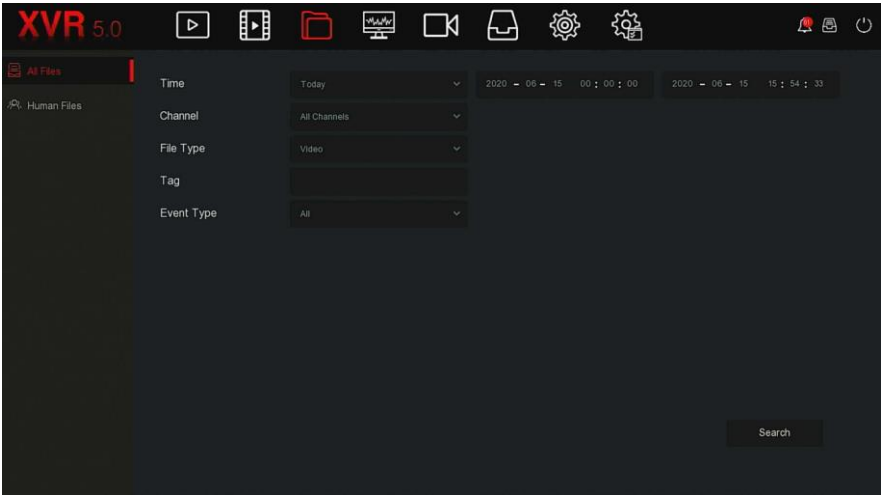 XVR 5.0
All Files
Human Files
Time Today 2020 - 06 - 15 00 : 00 : 00 2020 - 06 - 15 15 : 54 : 33
Channel All Channels
File Type Video
Tag
Event Type All
Search